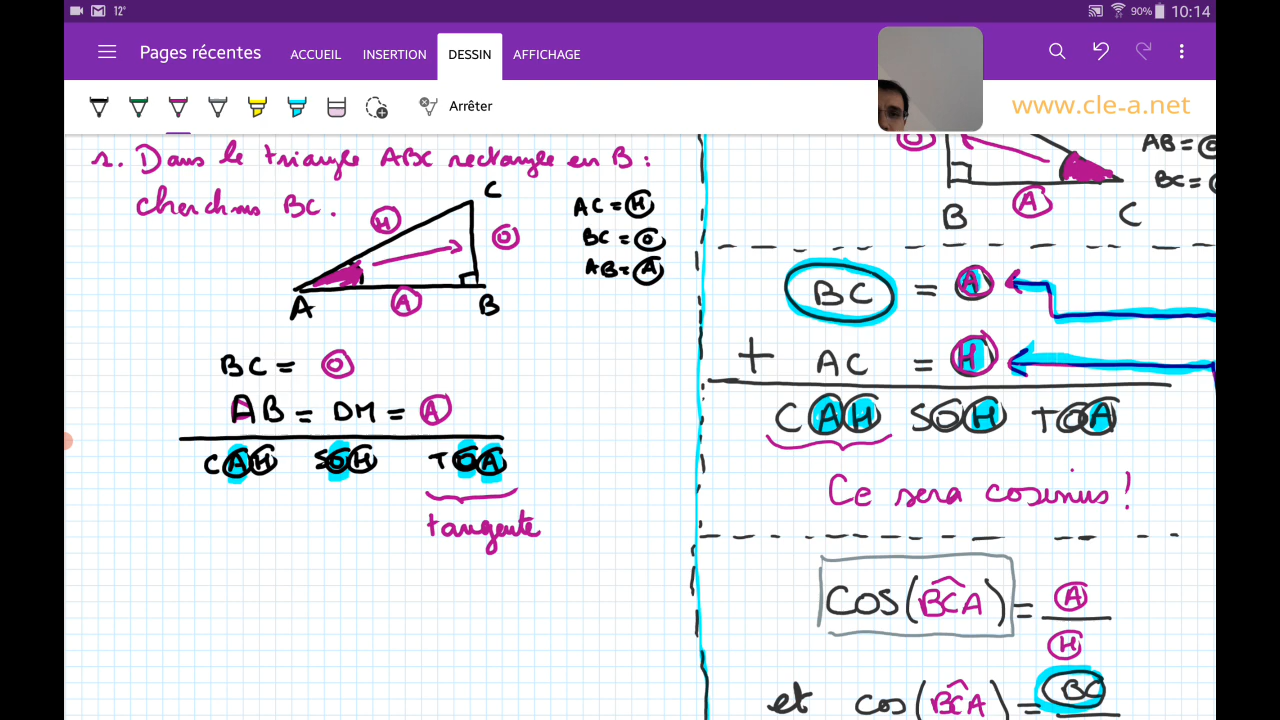 12°
90% 10:14
Pages récentes ACCUEIL INSERTION DESSIN AFFICHAGE
Arrêter
www.cle-a.net
1. Dans le triangle ABC rectangle en B :
cherchons BC.
C
H
O
A
A
B
AC = H
BC = O
AB = A
BC = O
AB = DM = A
CAH SOH TOA
tangente
O
AB =
BC =
A
B
C
BC = A
+ AC = H
CAH SOH TOA
Ce sera cosinus !
COS(BCA) = A
H
et cos(BCA) = BC